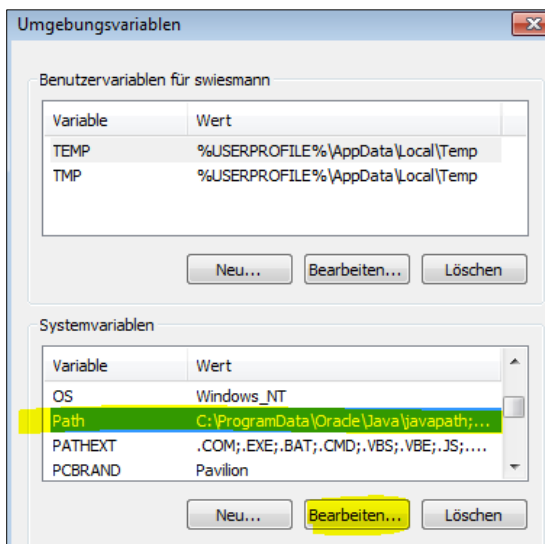 Umgebungsvariablen
Benutzervariablen für swiesmann
Variable Wert
TEMP %USERPROFILE%\AppData\Local\Temp
TMP %USERPROFILE%\AppData\Local\Temp
Neu... Bearbeiten... Löschen
Systemvariablen
Variable Wert
OS Windows_NT
Path C:\ProgramData\Oracle\Java\javapath;...
PATHEXT .COM;.EXE;.BAT;.CMD;.VBS;.VBE;.JS;....
PCBRAND Pavilion
Neu... Bearbeiten... Löschen